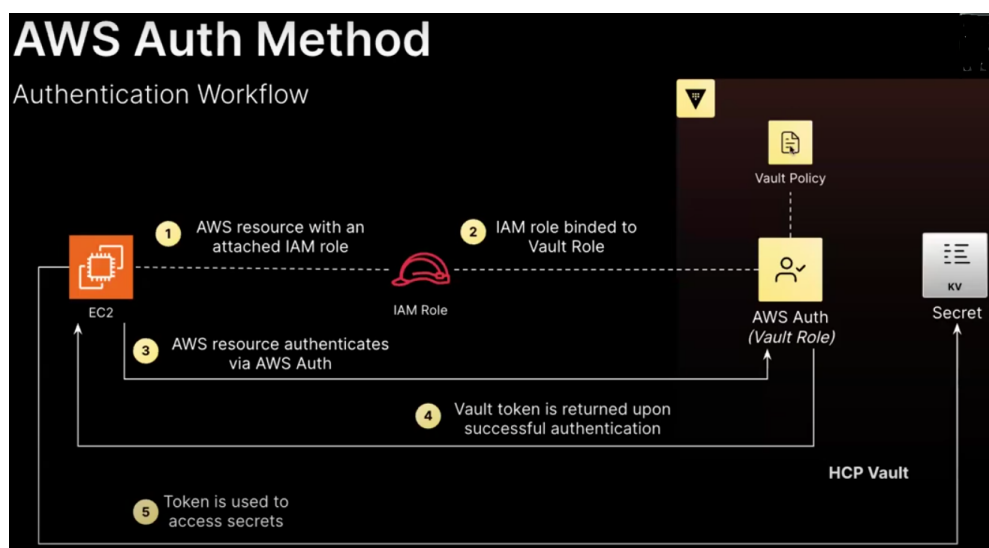 AWS Auth Method
Authentication Workflow
Vault Policy
1
AWS resource with an
attached IAM role
2
IAM role binded to
Vault Role
EC2
IAM Role
AWS Auth
(Vault Role)
KV
Secret
3
AWS resource authenticates
via AWS Auth
4
Vault token is returned upon
successful authentication
HCP Vault
5
Token is used to
access secrets